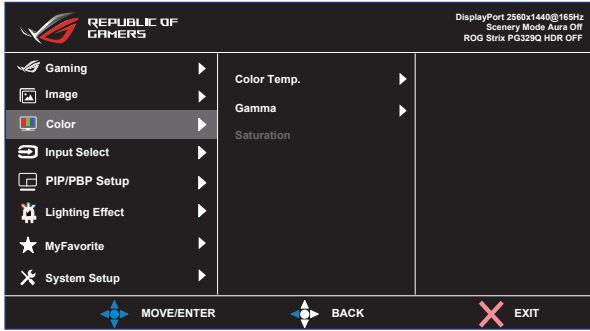 REPUBLIC OF
GAMERS
DisplayPort 2560x1440@165Hz
Scenery Mode Aura Off
ROG Strix PG329Q HDR OFF
Gaming
Image
Color
Input Select
PIP/PBP Setup
Lighting Effect
MyFavorite
System Setup
Color Temp.
Gamma
Saturation
MOVE/ENTER
BACK
EXIT